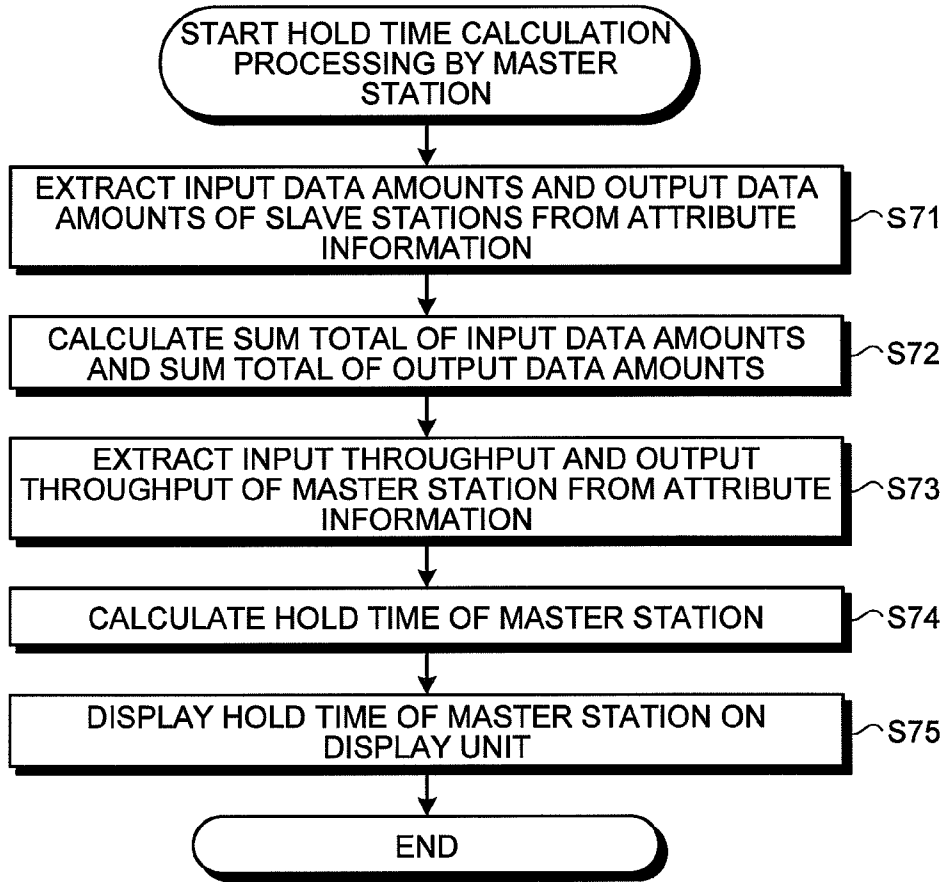 START HOLD TIME CALCULATION
PROCESSING BY MASTER
STATION
EXTRACT INPUT DATA AMOUNTS AND OUTPUT DATA
AMOUNTS OF SLAVE STATIONS FROM ATTRIBUTE
INFORMATION
S71
CALCULATE SUM TOTAL OF INPUT DATA AMOUNTS
AND SUM TOTAL OF OUTPUT DATA AMOUNTS
S72
EXTRACT INPUT THROUGHPUT AND OUTPUT
THROUGHPUT OF MASTER STATION FROM ATTRIBUTE
INFORMATION
S73
CALCULATE HOLD TIME OF MASTER STATION
S74
DISPLAY HOLD TIME OF MASTER STATION ON
DISPLAY UNIT
S75
END